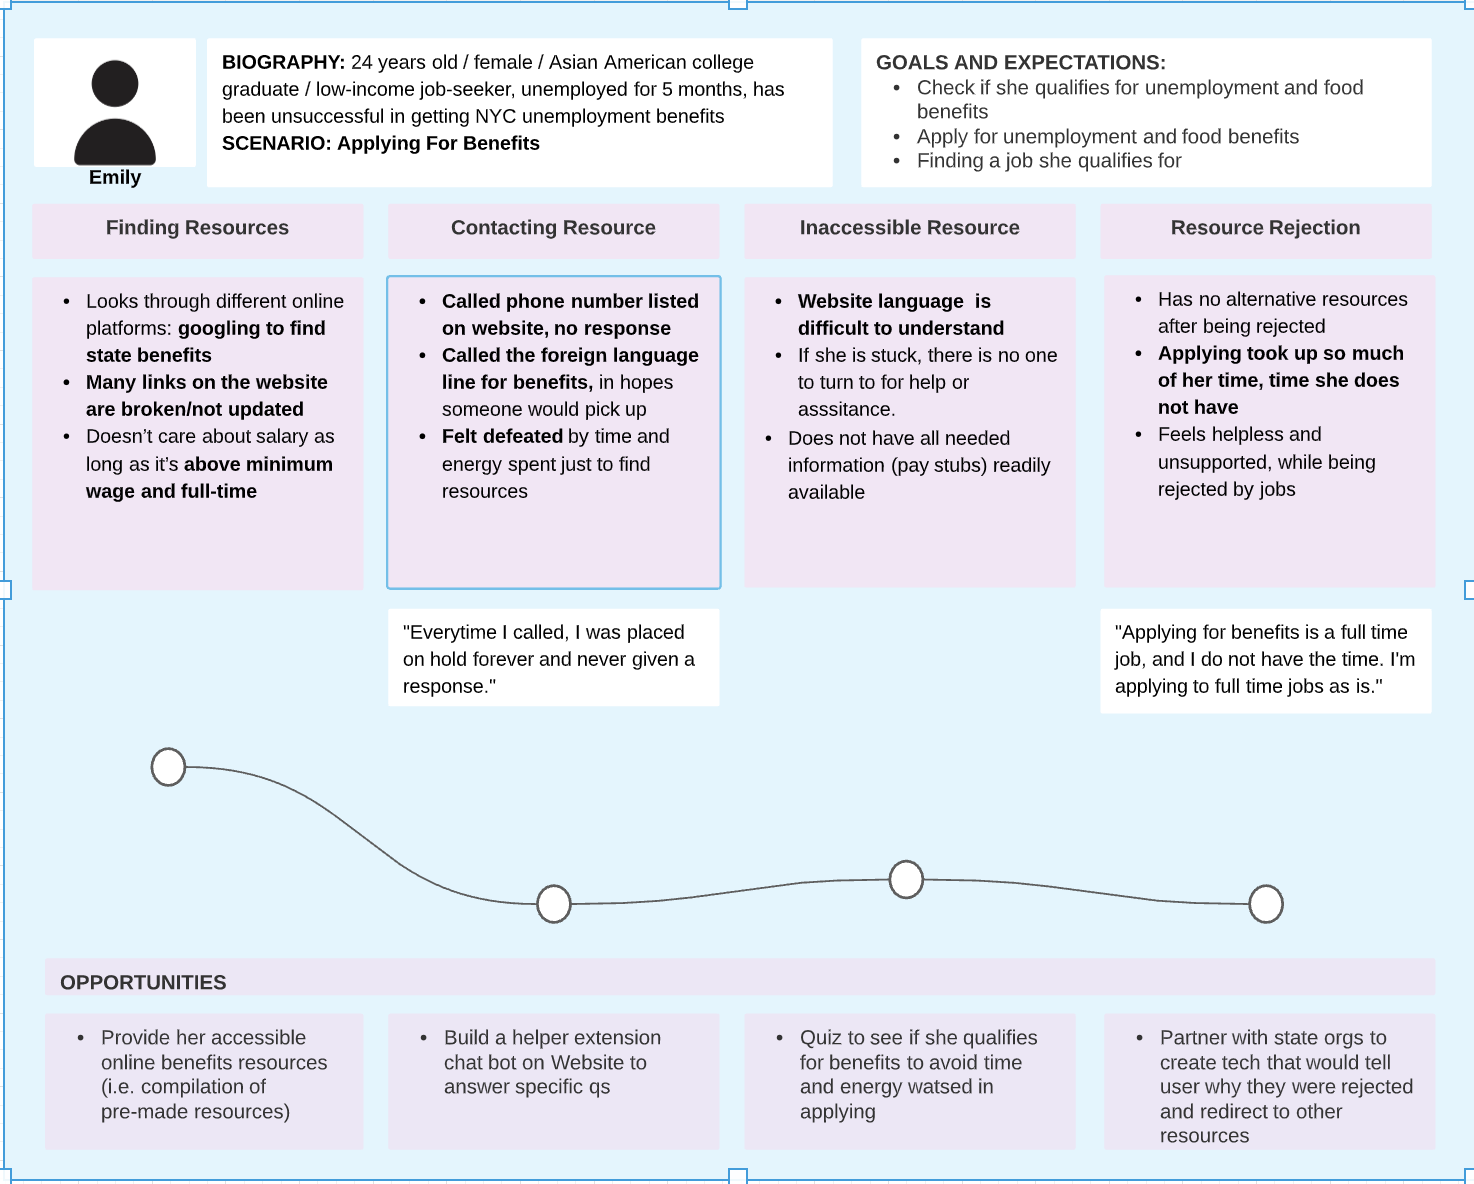 BIOGRAPHY: 24 years old / female / Asian American college
graduate / low-income job-seeker, unemployed for 5 months, has
been unsuccessful in getting NYC unemployment benefits
SCENARIO: Applying For Benefits
Emily
GOALS AND EXPECTATIONS:
• Check if she qualifies for unemployment and food
benefits
• Apply for unemployment and food benefits
• Finding a job she qualifies for
Finding Resources
Contacting Resource
Inaccessible Resource
Resource Rejection
• Looks through different online
platforms: googling to find
state benefits
• Many links on the website
are broken/not updated
• Doesn’t care about salary as
long as it’s above minimum
wage and full-time
• Called phone number listed
on website, no response
• Called the foreign language
line for benefits, in hopes
someone would pick up
• Felt defeated by time and
energy spent just to find
resources
• Website language  is
difficult to understand
• If she is stuck, there is no one
to turn to for help or
asssitance.
• Does not have all needed
information (pay stubs) readily
available
• Has no alternative resources
after being rejected
• Applying took up so much
of her time, time she does
not have
• Feels helpless and
unsupported, while being
rejected by jobs
"Everytime I called, I was placed
on hold forever and never given a
response."
"Applying for benefits is a full time
job, and I do not have the time. I'm
applying to full time jobs as is."
OPPORTUNITIES
• Provide her accessible
online benefits resources
(i.e. compilation of
pre-made resources)
• Build a helper extension
chat bot on Website to
answer specific qs
• Quiz to see if she qualifies
for benefits to avoid time
and energy watsed in
applying
• Partner with state orgs to
create tech that would tell
user why they were rejected
and redirect to other
resources